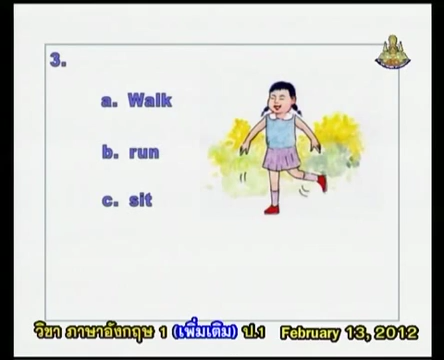 3.
a. Walk
b. run
c. sit
วิชา ภาษาอังกฤษ 1 (เพิ่มเติม) ป.1 February 13, 2012